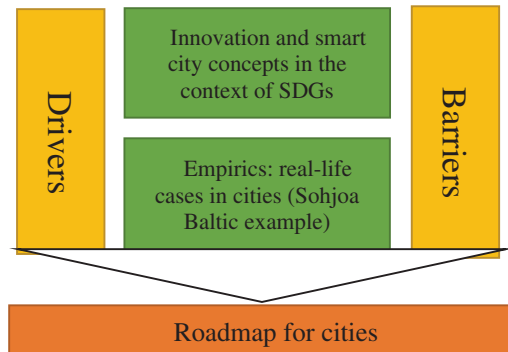 Drivers
Innovation and smart
city concepts in the
context of SDGs
Empirics: real-life
cases in cities (Sohjoa
Baltic example)
Barriers
Roadmap for cities